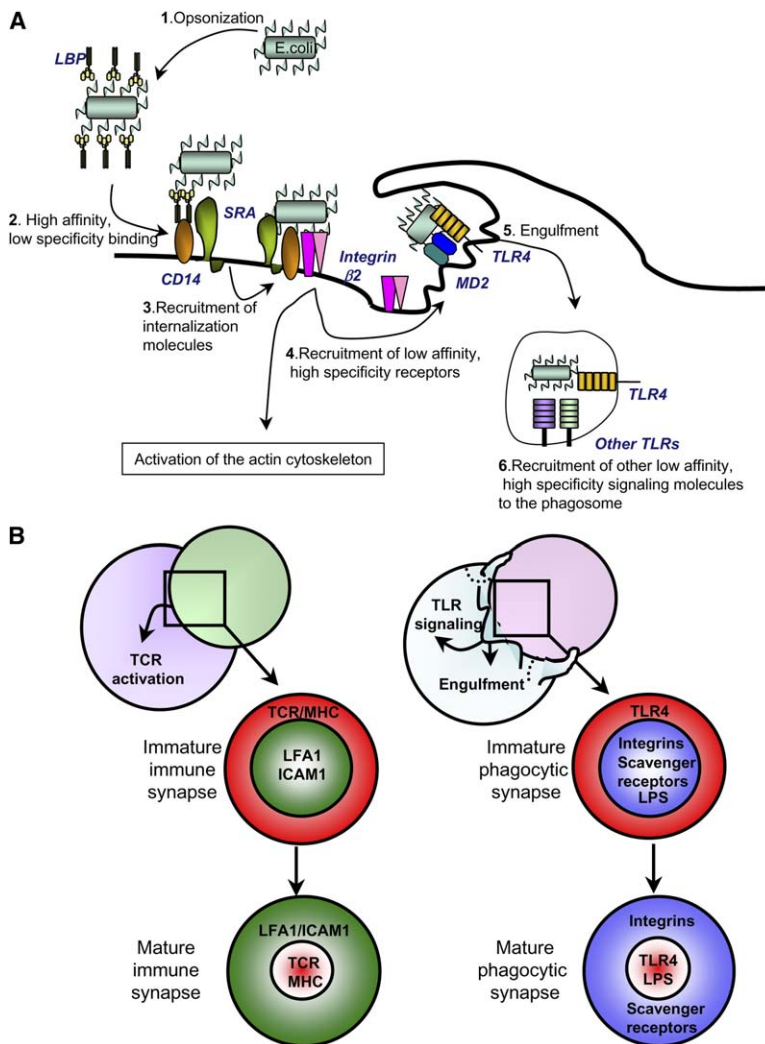 A
1.Opsonization
E.coli
LBP
2. High affinity,
low specificity binding
SRA
CD14
3.Recruitment of
internalization
molecules
Integrin
β2
4.Recruitment of low affinity,
high specificity receptors
MD2
TLR4
5. Engulfment
Activation of the actin cytoskeleton
TLR4
Other TLRs
6.Recruitment of other low affinity,
high specificity signaling molecules
to the phagosome
B
TCR
activation
TCR/MHC
LFA1
ICAM1
Immature
immune
synapse
LFA1/ICAM1
TCR
MHC
Mature
immune
synapse
TLR
signaling
Engulfment
TLR4
Integrins
Scavenger
receptors
LPS
Immature
phagocytic
synapse
Integrins
TLR4
LPS
Scavenger
receptors
Mature
phagocytic
synapse